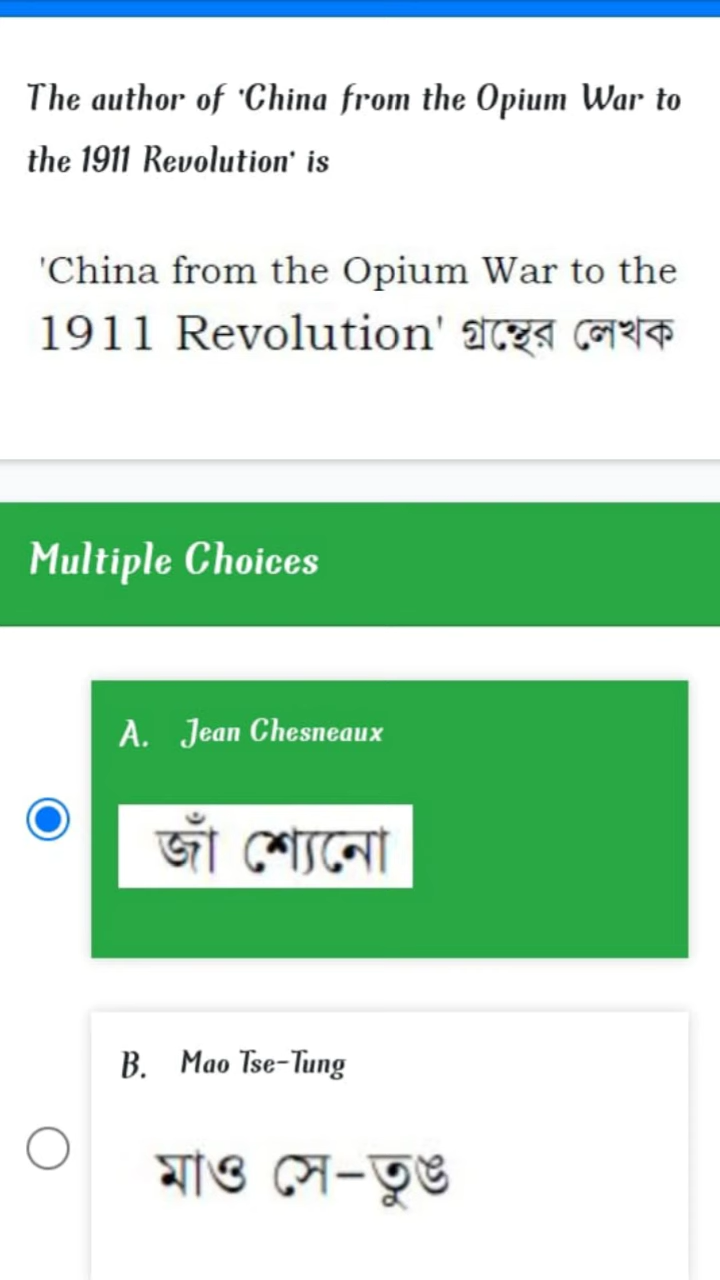 The author of 'China from the Opium War to
the 1911 Revolution' is
'China from the Opium War to the
1911 Revolution' গ্রন্থের লেখক
Multiple Choices
A. Jean Chesneaux
জাঁ শ্যেনো
B. Mao Tse-Tung
মাও সে-তুঙ